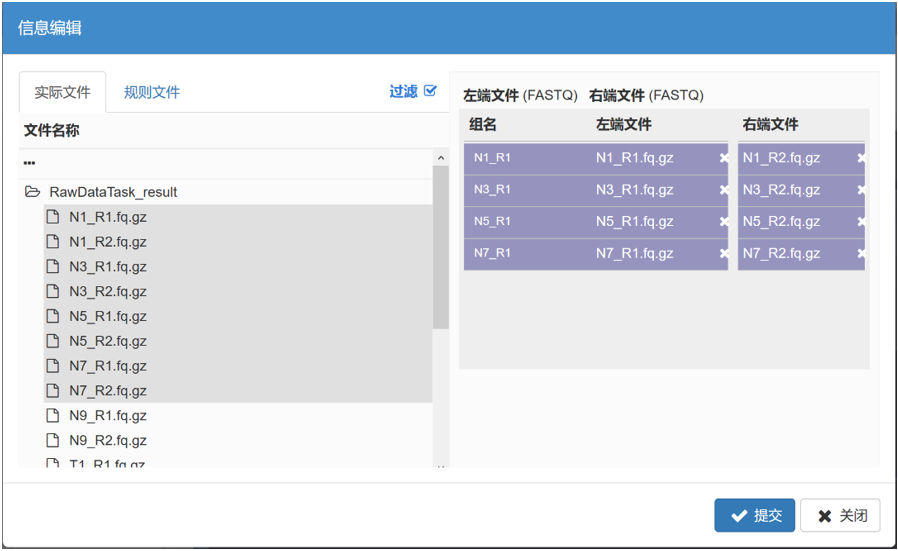 信息编辑
实际文件 规则文件 过滤
文件名称
...
RawDataTask_result
N1_R1.fq.gz
N1_R2.fq.gz
N3_R1.fq.gz
N3_R2.fq.gz
N5_R1.fq.gz
N5_R2.fq.gz
N7_R1.fq.gz
N7_R2.fq.gz
N9_R1.fq.gz
N9_R2.fq.gz
T1_R1.fq.gz
左端文件 (FASTQ) 右端文件 (FASTQ)
组名 左端文件 右端文件
N1_R1 N1_R1.fq.gz N1_R2.fq.gz
N3_R1 N3_R1.fq.gz N3_R2.fq.gz
N5_R1 N5_R1.fq.gz N5_R2.fq.gz
N7_R1 N7_R1.fq.gz N7_R2.fq.gz
提交 关闭